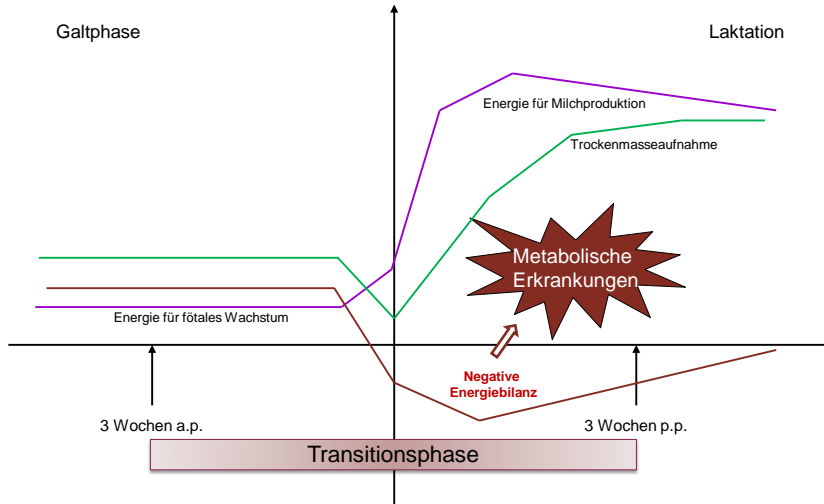 Galtphase
Laktation
Energie für Milchproduktion
Trockenmasseaufnahme
Metabolische
Erkrankungen
Energie für fötales Wachstum
Negative
Energiebilanz
3 Wochen a.p.
3 Wochen p.p.
Transitionsphase